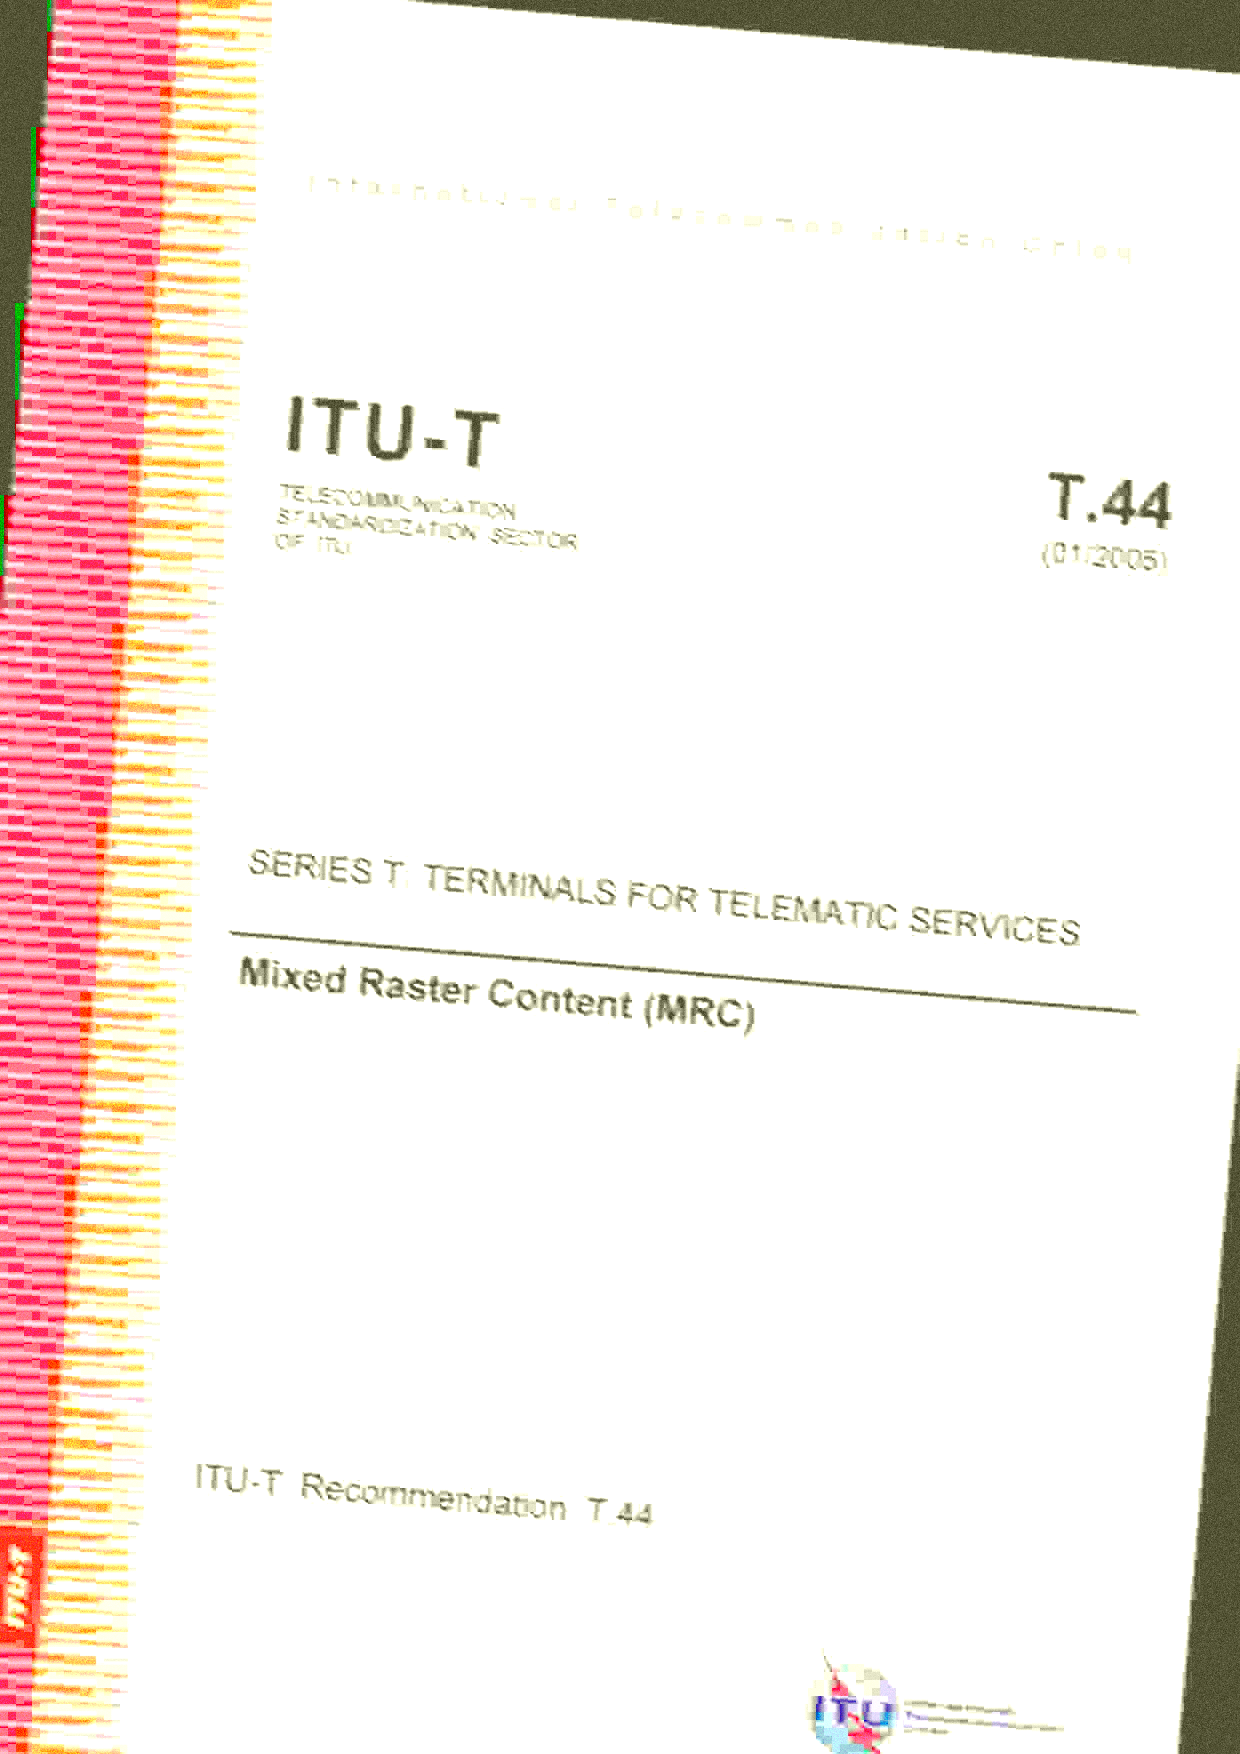 International Telecommunication Union
ITU-T
T.44
TELECOMMUNICATION
STANDARDIZATION SECTOR
OF ITU
(01/2005)
SERIES T: TERMINALS FOR TELEMATIC SERVICES
Mixed Raster Content (MRC)
ITU-T Recommendation T.44
ITU-T
ITU